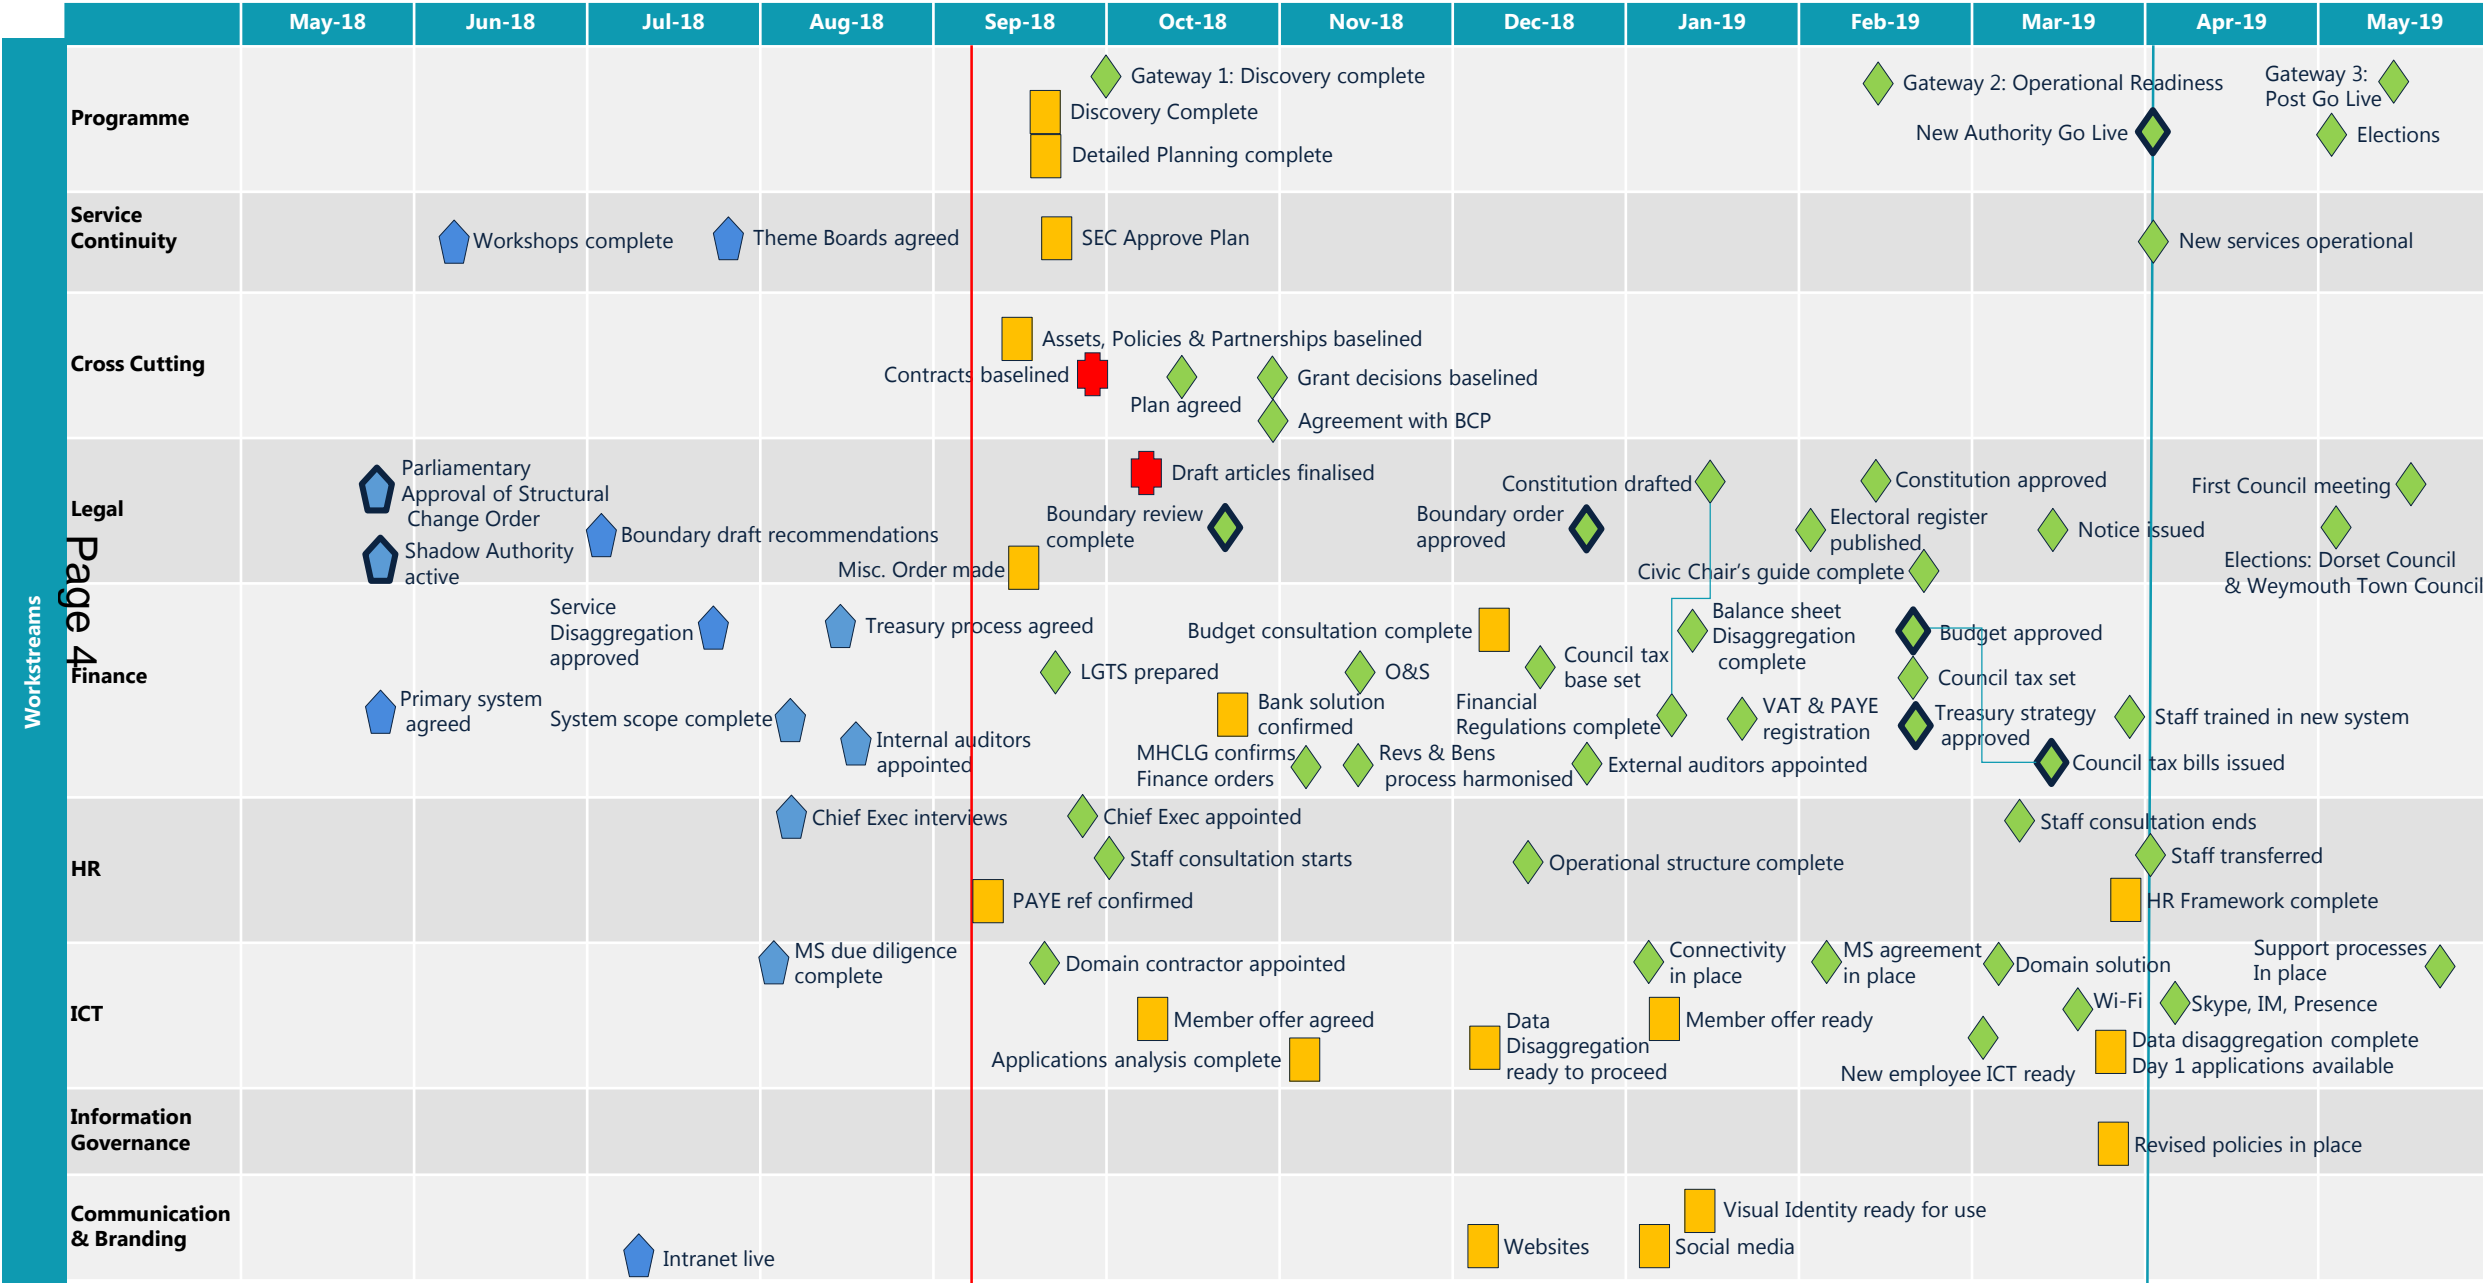 May-18
Jun-18
Jul-18
Aug-18
Sep-18
Oct-18
Nov-18
Dec-18
Jan-19
Feb-19
Mar-19
Apr-19
May-19
Workstreams
Page 4
Programme
Gateway 1: Discovery complete
Discovery Complete
Detailed Planning complete
Gateway 2: Operational Readiness
New Authority Go Live
Gateway 3:
Post Go Live
Elections
Service
Continuity
Workshops complete
Theme Boards agreed
SEC Approve Plan
New services operational
Cross Cutting
Assets, Policies & Partnerships baselined
Contracts baselined
Plan agreed
Grant decisions baselined
Agreement with BCP
Legal
Parliamentary
Approval of Structural
Change Order
Shadow Authority
active
Boundary draft recommendations
Draft articles finalised
Boundary review
complete
Misc. Order made
Constitution drafted
Boundary order
approved
Constitution approved
Electoral register
published
Civic Chair's guide complete
Notice issued
First Council meeting
Elections: Dorset Council
& Weymouth Town Council
Finance
Service
Disaggregation
approved
Treasury process agreed
Primary system
agreed
System scope complete
Internal auditors
appointed
LGTS prepared
Budget consultation complete
O&S
Bank solution
confirmed
MHCLG confirms
Finance orders
Revs & Bens
process harmonised
Council tax
base set
Financial
Regulations complete
External auditors appointed
Balance sheet
Disaggregation
complete
VAT & PAYE
registration
Budget approved
Council tax set
Treasury strategy
approved
Council tax bills issued
Staff trained in new system
HR
Chief Exec interviews
Chief Exec appointed
Staff consultation starts
PAYE ref confirmed
Operational structure complete
Staff consultation ends
Staff transferred
HR Framework complete
ICT
MS due diligence
complete
Domain contractor appointed
Member offer agreed
Applications analysis complete
Data
Disaggregation
ready to proceed
Connectivity
in place
Member offer ready
MS agreement
in place
Domain solution
Wi-Fi
New employee ICT ready
Support processes
In place
Skype, IM, Presence
Data disaggregation complete
Day 1 applications available
Information
Governance
Revised policies in place
Communication
& Branding
Intranet live
Visual Identity ready for use
Websites
Social media